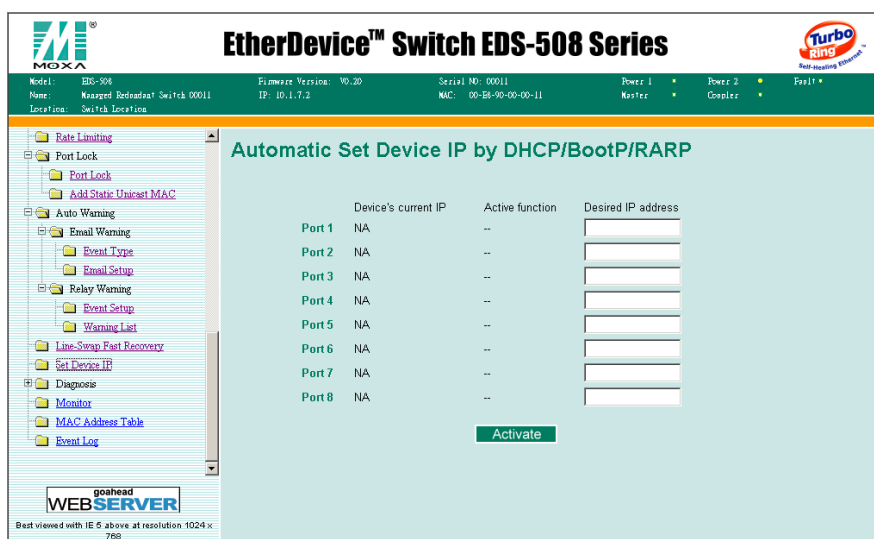 MOXA ®
EtherDevice™ Switch EDS-508 Series
Turbo Ring
Self-Healing Ethernet
Model: EDS-508 Firmware Version: V0.20 Serial NO: 00011 Power 1 Power 2 Fault
Name: Managed Redundant Switch 00011 IP: 10.1.7.2 MAC: 00-E6-90-00-00-11 Master Coupler
Location: Switch Location
Rate Limiting
Port Lock
Port Lock
Add Static Unicast MAC
Auto Warning
Email Warning
Event Type
Email Setup
Relay Warning
Event Setup
Warning List
Line-Swap Fast Recovery
Set Device IP
Diagnosis
Monitor
MAC Address Table
Event Log
goahead
WEBSERVER
Best viewed with IE 5 above at resolution 1024 x
768
Automatic Set Device IP by DHCP/BootP/RARP
Device's current IP Active function Desired IP address
Port 1 NA --
Port 2 NA --
Port 3 NA --
Port 4 NA --
Port 5 NA --
Port 6 NA --
Port 7 NA --
Port 8 NA --
Activate